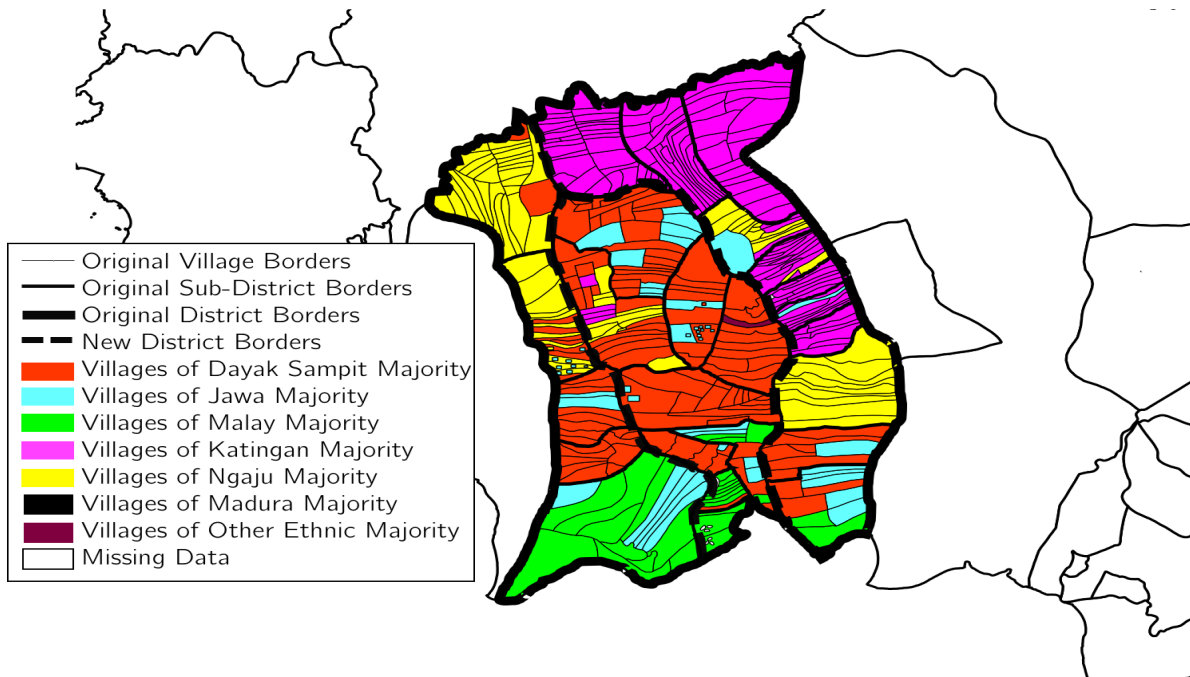 Original Village Borders
Original Sub-District Borders
Original District Borders
New District Borders
Villages of Dayak Sampit Majority
Villages of Jawa Majority
Villages of Malay Majority
Villages of Katingan Majority
Villages of Ngaju Majority
Villages of Madura Majority
Villages of Other Ethnic Majority
Missing Data